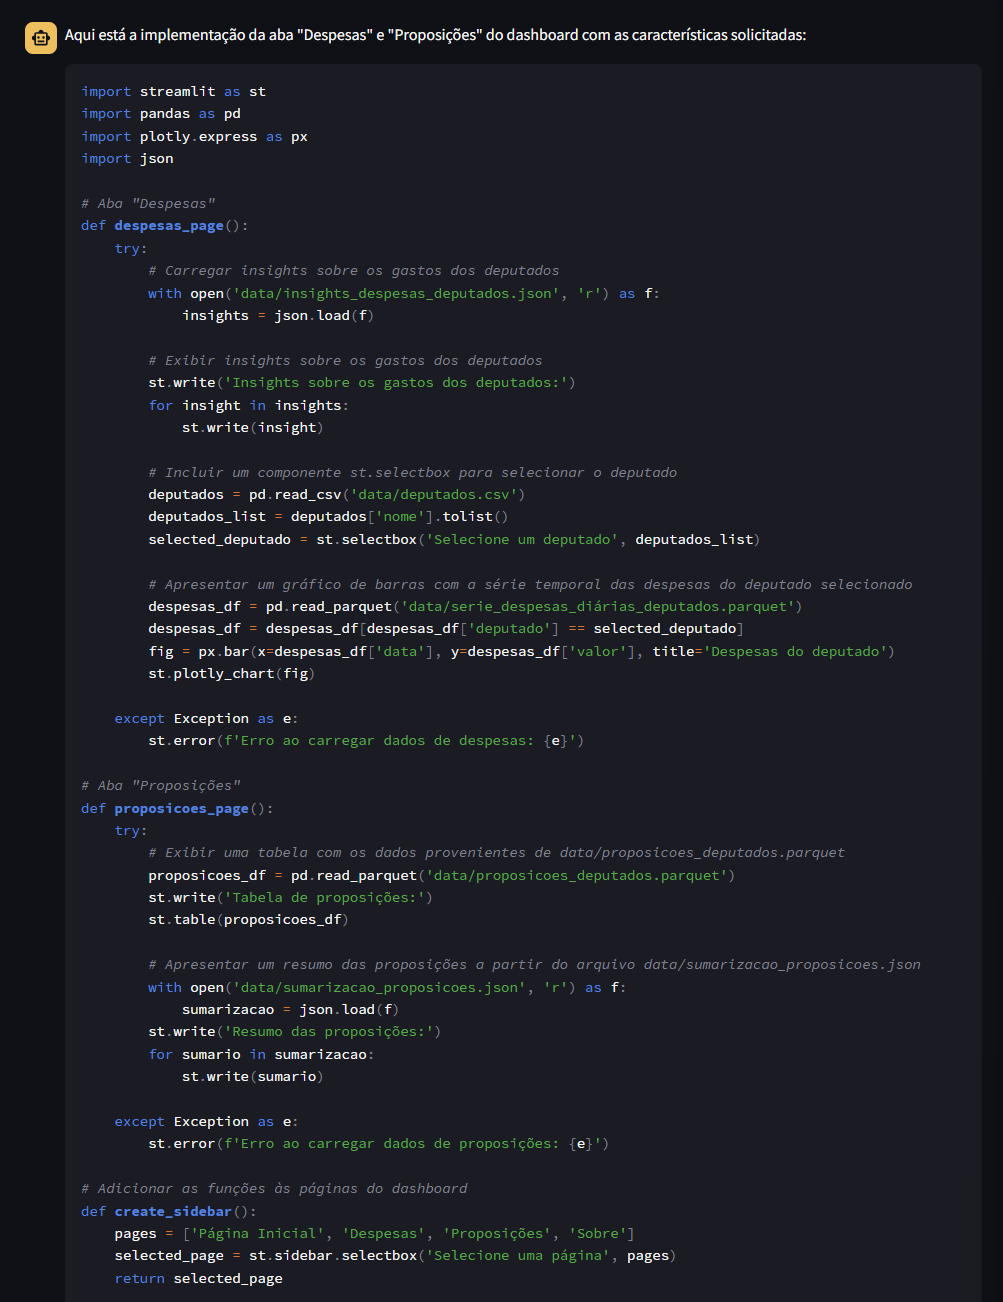 Aqui está a implementação da aba "Despesas" e "Proposições" do dashboard com as características solicitadas:
import streamlit as st
import pandas as pd
import plotly.express as px
import json
# Aba "Despesas"
def despesas_page():
    try:
        # Carregar insights sobre os gastos dos deputados
        with open('data/insights_despesas_deputados.json', 'r') as f:
            insights = json.load(f)
        # Exibir insights sobre os gastos dos deputados
        st.write('Insights sobre os gastos dos deputados:')
        for insight in insights:
            st.write(insight)
        # Incluir um componente st.selectbox para selecionar o deputado
        deputados = pd.read_csv('data/deputados.csv')
        deputados_list = deputados['nome'].tolist()
        selected_deputado = st.selectbox('Selecione um deputado', deputados_list)
        # Apresentar um gráfico de barras com a série temporal das despesas do deputado selecionado
        despesas_df = pd.read_parquet('data/serie_despesas_diárias_deputados.parquet')
        despesas_df = despesas_df[despesas_df['deputado'] == selected_deputado]
        fig = px.bar(x=despesas_df['data'], y=despesas_df['valor'], title='Despesas do deputado')
        st.plotly_chart(fig)
    except Exception as e:
        st.error(f'Erro ao carregar dados de despesas: {e}')
# Aba "Proposições"
def proposicoes_page():
    try:
        # Exibir uma tabela com os dados provenientes de data/proposicoes_deputados.parquet
        proposicoes_df = pd.read_parquet('data/proposicoes_deputados.parquet')
        st.write('Tabela de proposições:')
        st.table(proposicoes_df)
        # Apresentar um resumo das proposições a partir do arquivo data/sumarizacao_proposicoes.json
        with open('data/sumarizacao_proposicoes.json', 'r') as f:
            sumarizacao = json.load(f)
        st.write('Resumo das proposições:')
        for sumario in sumarizacao:
            st.write(sumario)
    except Exception as e:
        st.error(f'Erro ao carregar dados de proposições: {e}')
# Adicionar as funções às páginas do dashboard
def create_sidebar():
    pages = ['Página Inicial', 'Despesas', 'Proposições', 'Sobre']
    selected_page = st.sidebar.selectbox('Selecione uma página', pages)
    return selected_page